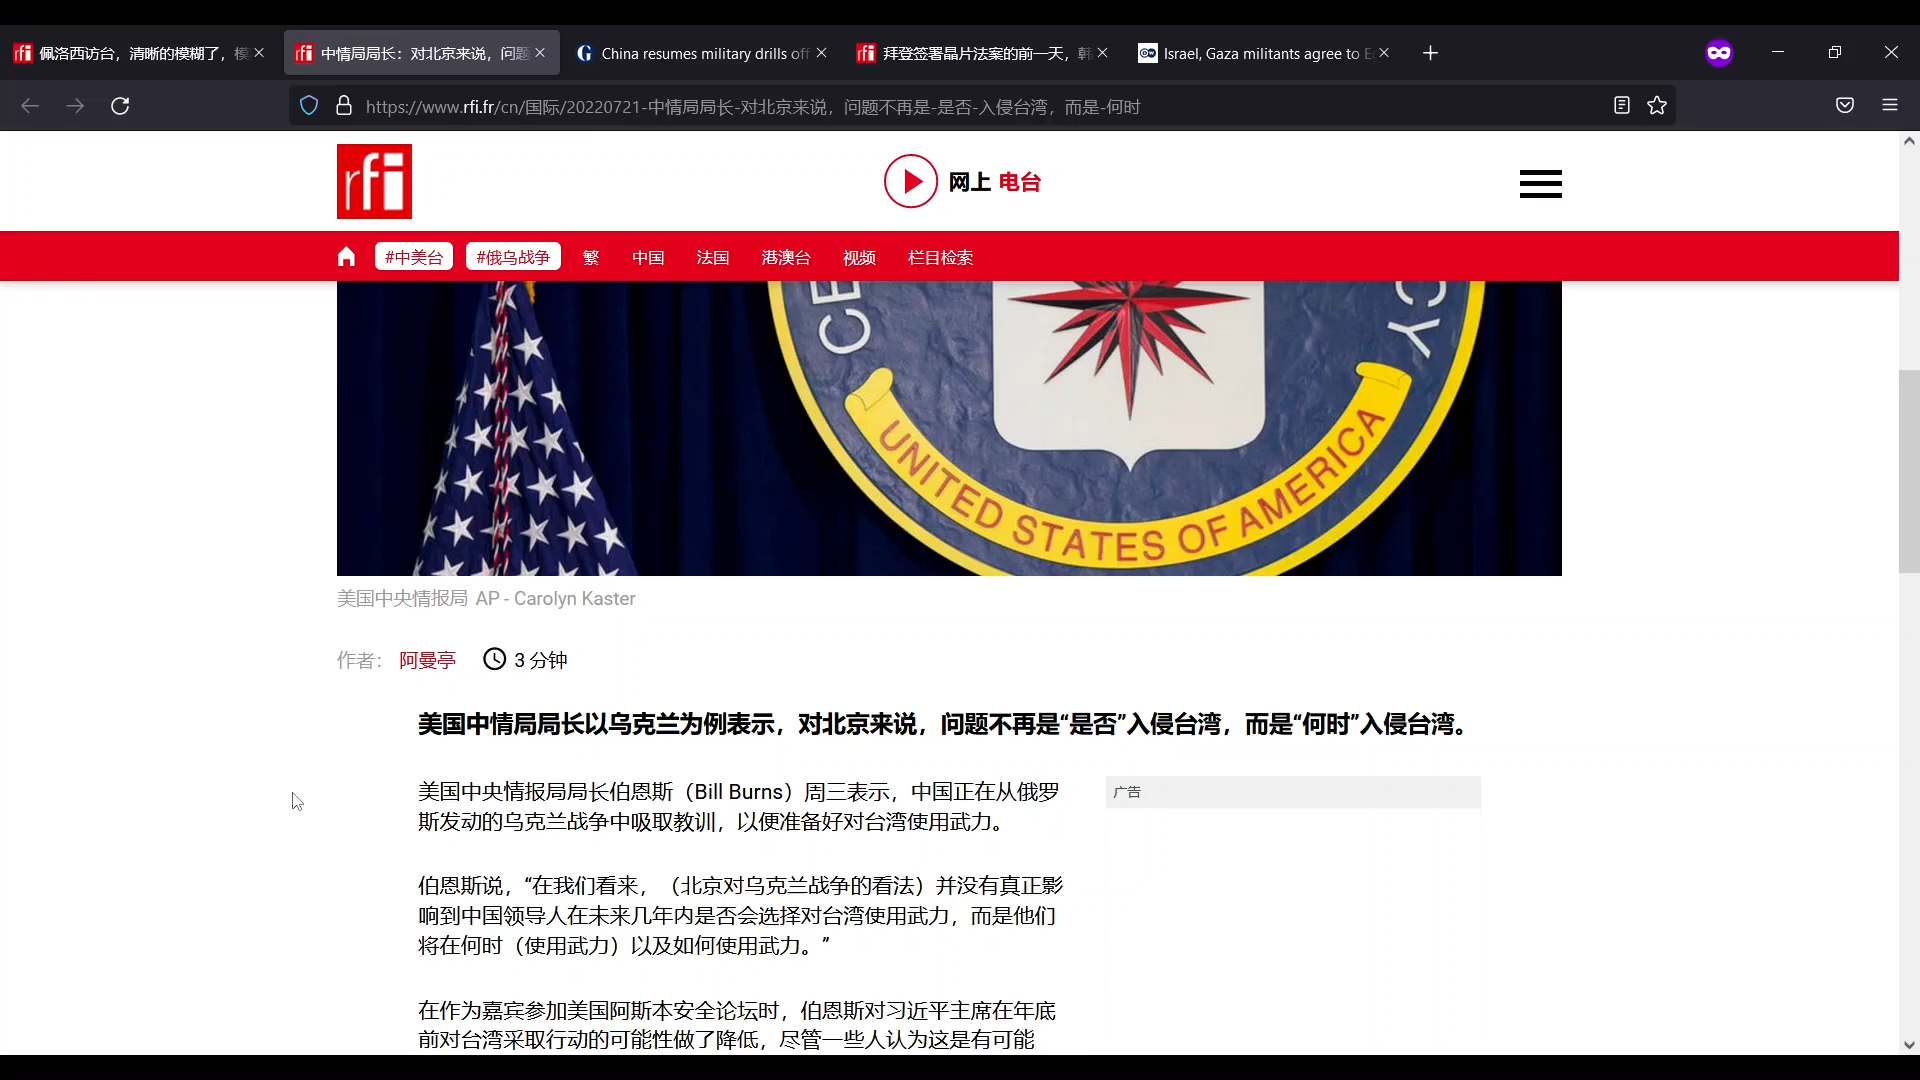 佩洛西访台，清晰的模糊了，模
中情局局长：对北京来说，问题
China resumes military drills off
拜登签署晶片法案的前一天，韩
Israel, Gaza militants agree to E
https://www.rfi.fr/cn/国际/20220721-中情局局长-对北京来说，问题不再是-是否-入侵台湾，而是-何时
rfi
网上 电台
#中美台 #俄乌战争 繁 中国 法国 港澳台 视频 栏目检索
UNITED STATES OF AMERICA
美国中央情报局 AP - Carolyn Kaster
作者： 阿曼亭 3 分钟
美国中情局局长以乌克兰为例表示，对北京来说，问题不再是“是否”入侵台湾，而是“何时”入侵台湾。
美国中央情报局局长伯恩斯（Bill Burns）周三表示，中国正在从俄罗
斯发动的乌克兰战争中吸取教训，以便准备好对台湾使用武力。
广告
伯恩斯说，“在我们看来，（北京对乌克兰战争的看法）并没有真正影
响到中国领导人在未来几年内是否会选择对台湾使用武力，而是他们
将在何时（使用武力）以及如何使用武力。”
在作为嘉宾参加美国阿斯本安全论坛时，伯恩斯对习近平主席在年底
前对台湾采取行动的可能性做了降低，尽管一些人认为这是有可能